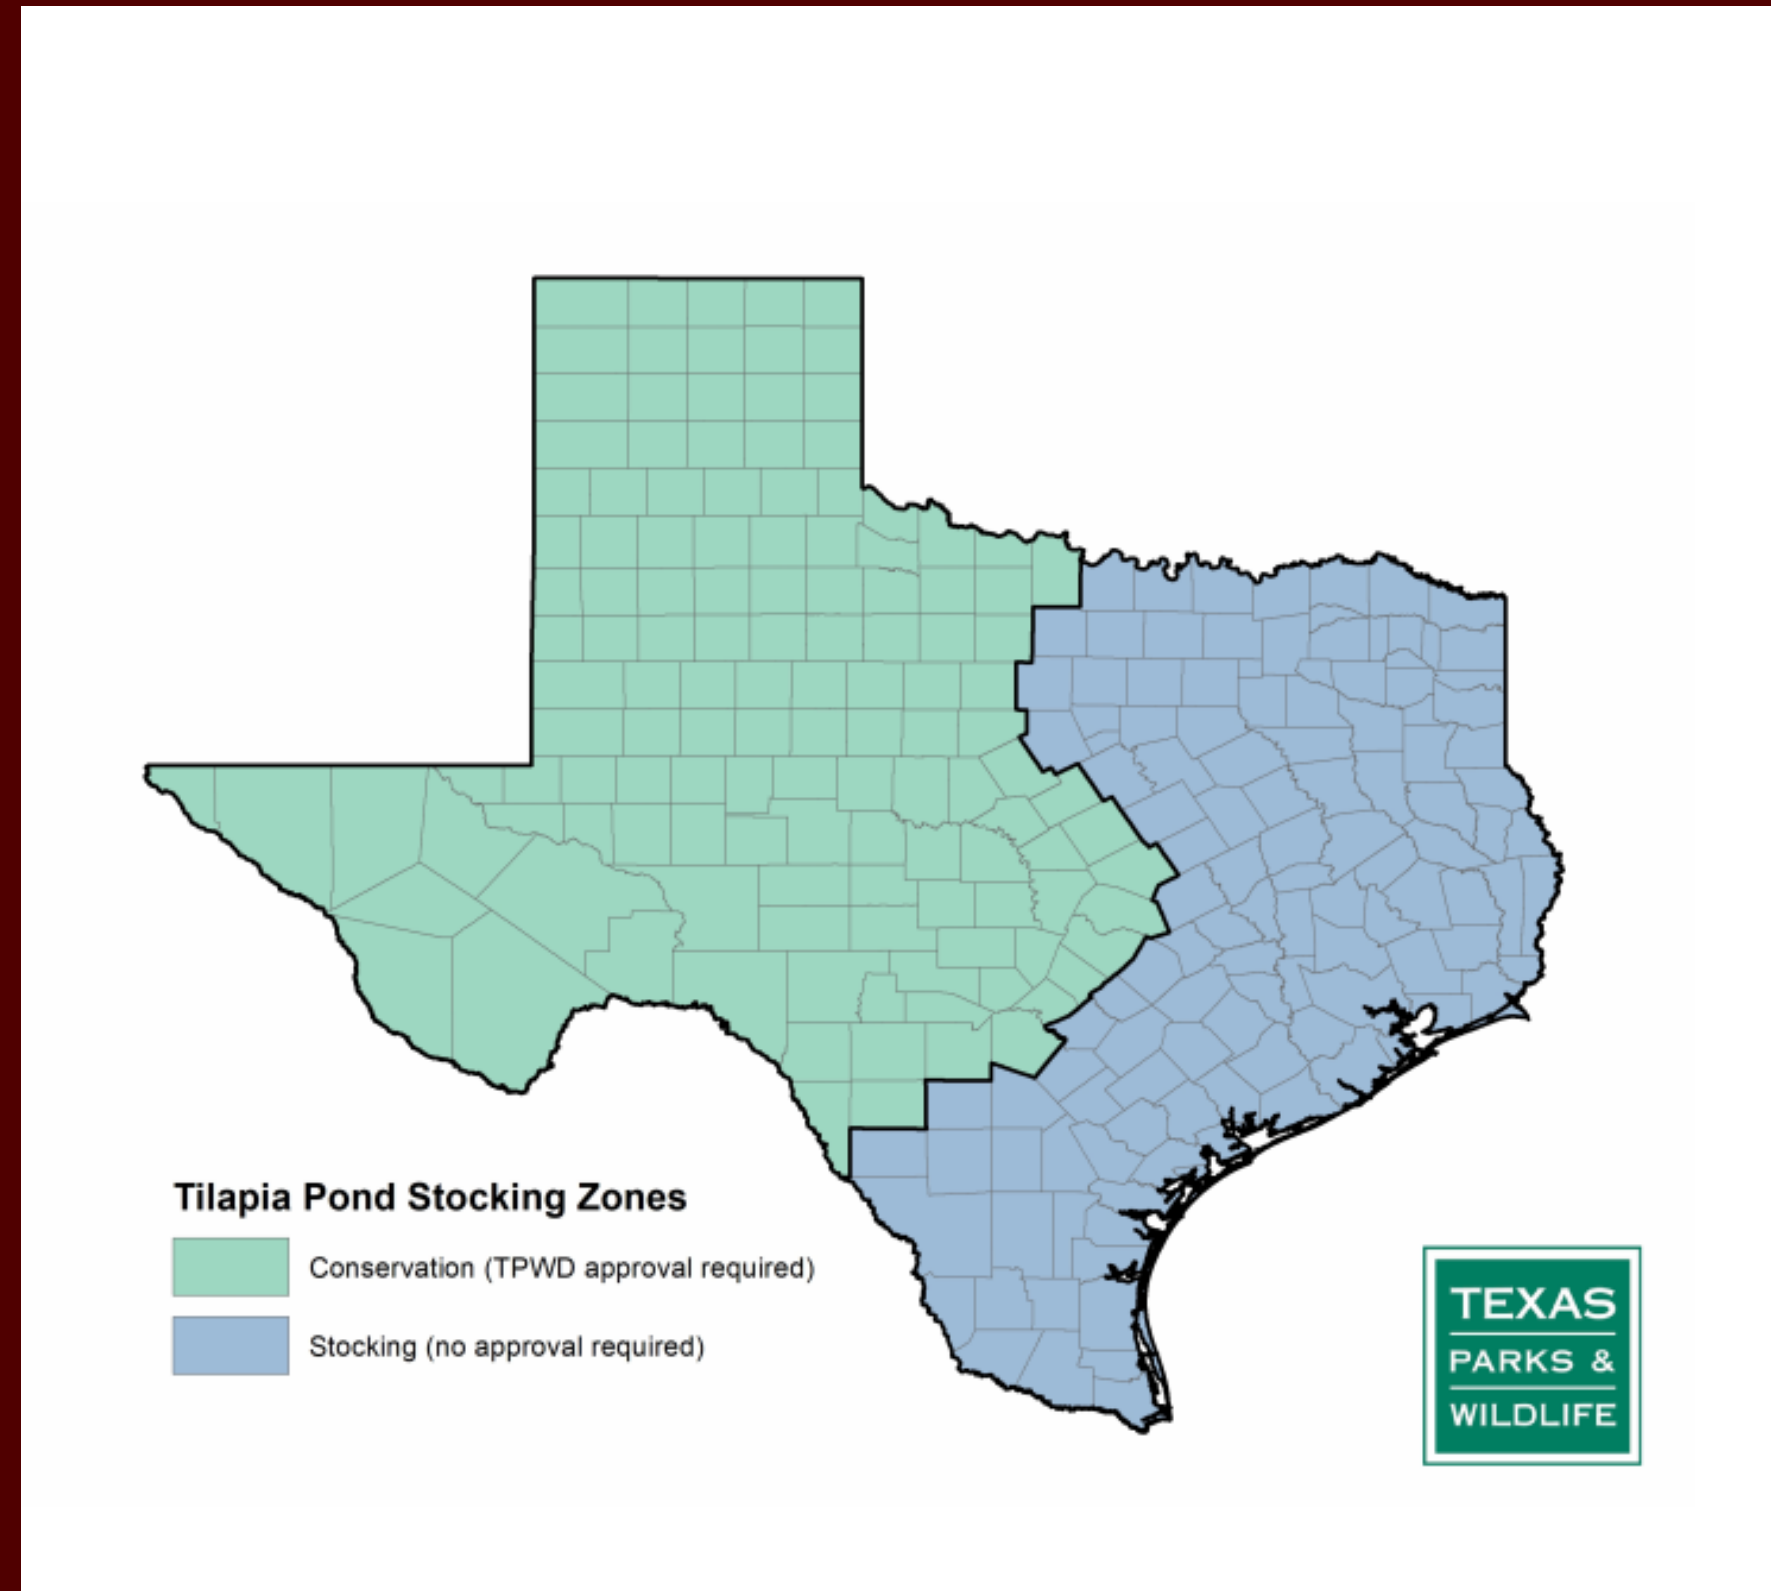 Tilapia Pond Stocking Zones
Conservation (TPWD approval required)
Stocking (no approval required)
TEXAS
PARKS &
WILDLIFE